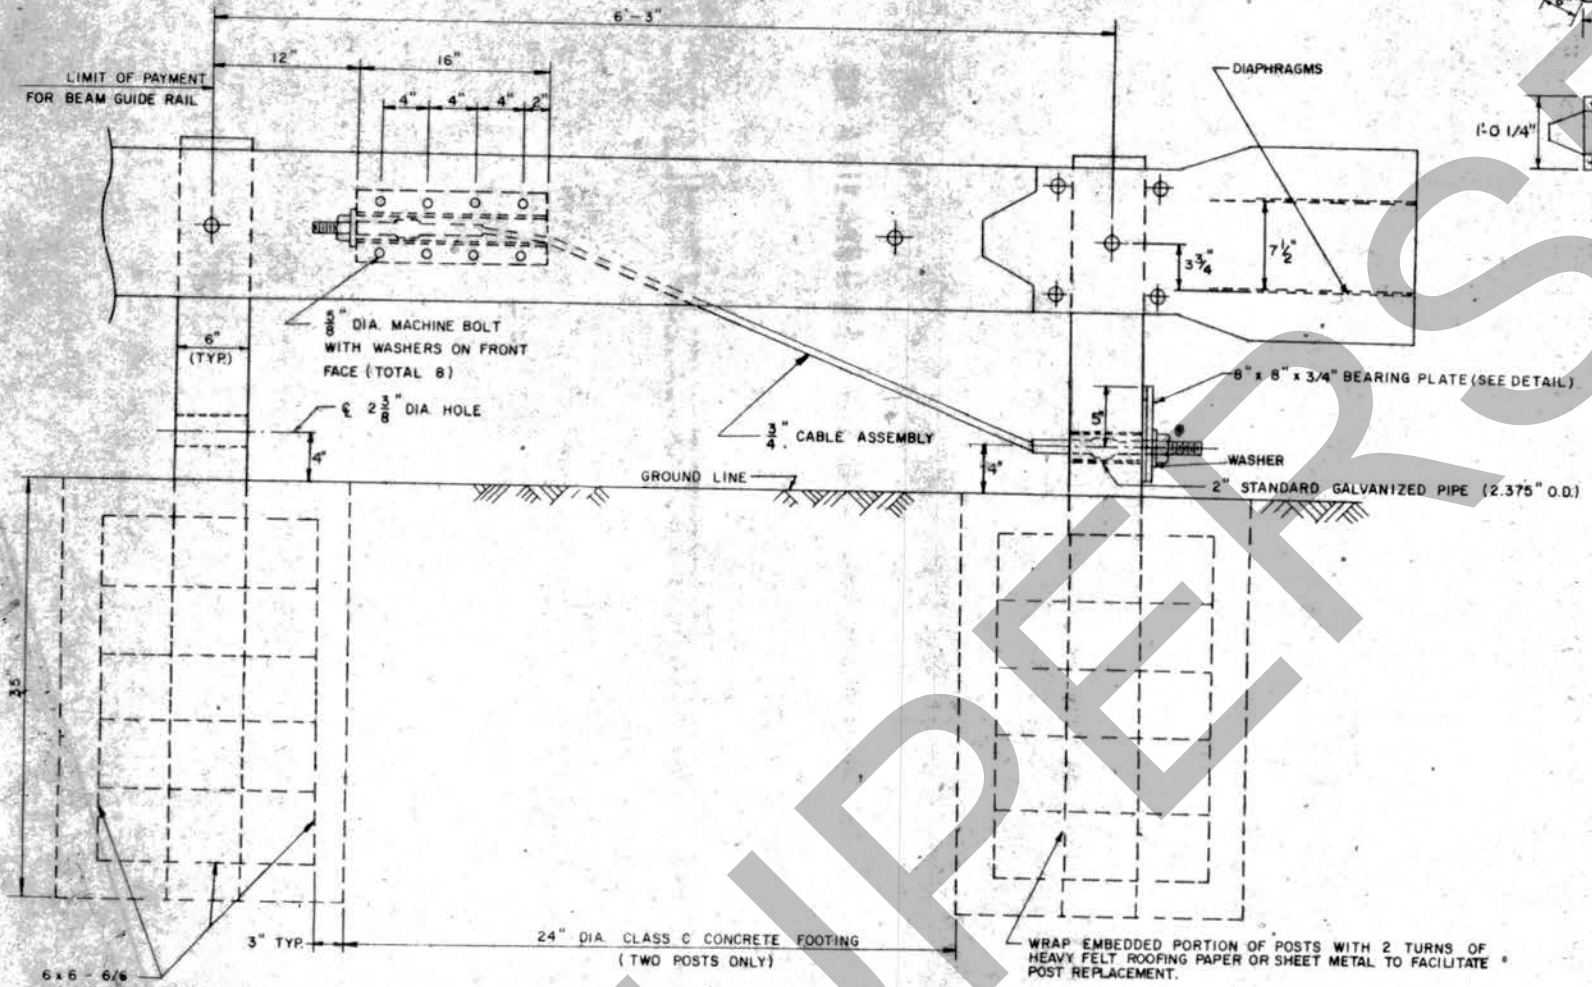 6'-3"
12"
16"
LIMIT OF PAYMENT
FOR BEAM GUIDE RAIL
4" 4" 4" 2"
DIAPHRAGMS
1'-0 1/4"
7 1/2"
3 3/4"
5/8" DIA. MACHINE BOLT
WITH WASHERS ON FRONT
FACE (TOTAL 8)
6"
(TYP.)
℄ 2 3/8" DIA. HOLE
8" x 8" x 3/4" BEARING PLATE (SEE DETAIL)
5"
3/4" CABLE ASSEMBLY
4"
4"
WASHER
GROUND LINE
2" STANDARD GALVANIZED PIPE (2.375" O.D.)
35"
3" TYP.
24" DIA. CLASS C CONCRETE FOOTING
(TWO POSTS ONLY)
6 x 6 - 6/6
WRAP EMBEDDED PORTION OF POSTS WITH 2 TURNS OF
HEAVY FELT ROOFING PAPER OR SHEET METAL TO FACILITATE
POST REPLACEMENT.